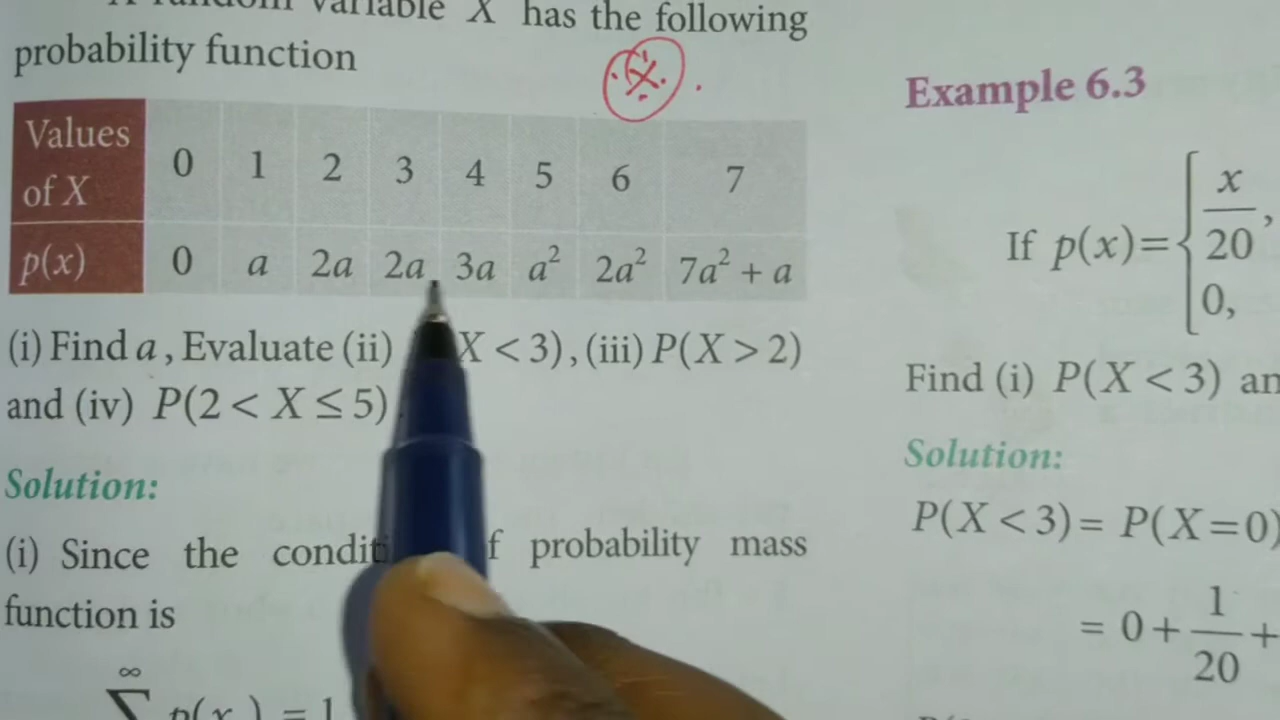 A random variable X has the following
probability function
Values of X 0 1 2 3 4 5 6 7
p(x) 0 a 2a 2a 3a a² 2a² 7a² + a
(i) Find a, Evaluate (ii) X < 3), (iii) P(X > 2)
and (iv) P(2 < X ≤ 5)
Solution:
(i) Since the condit f probability mass
function is
∞
∑ p(x ) = 1
Example 6.3
If p(x) = { x/20,
0,
Find (i) P(X < 3) an
Solution:
P(X < 3) = P(X = 0)
= 0 + 1/20 +